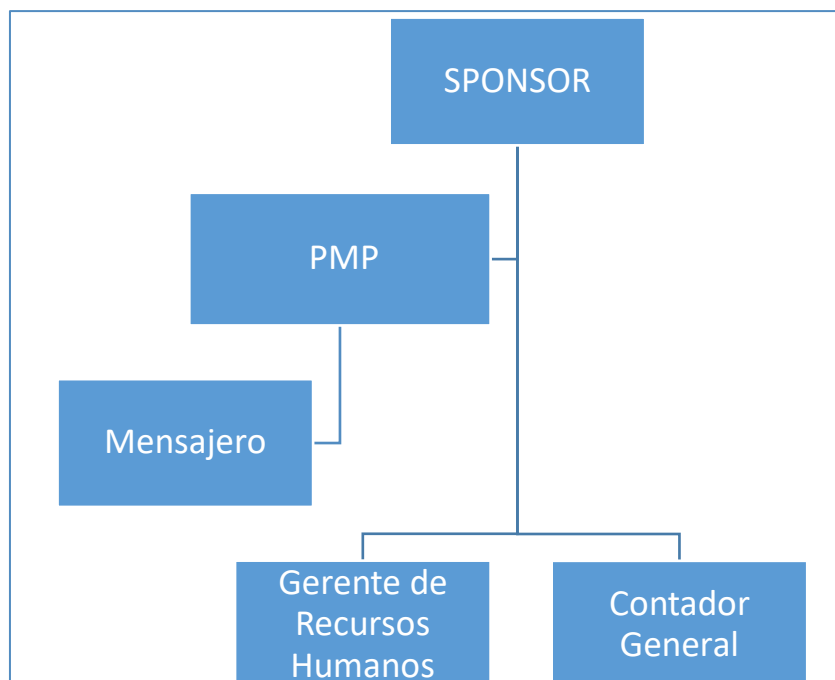 SPONSOR
PMP
Mensajero
Gerente de
Recursos
Humanos
Contador
General